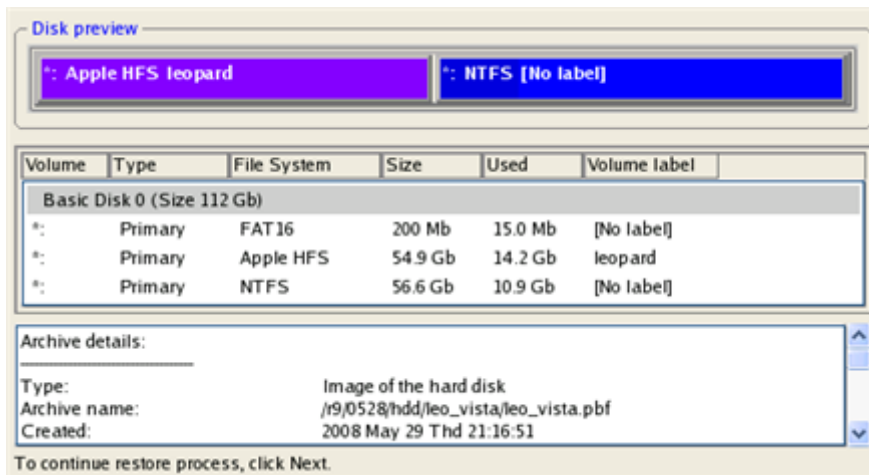 Disk preview
*: Apple HFS leopard *: NTFS [No label]
Volume Type File System Size Used Volume label
Basic Disk 0 (Size 112 Gb)
*: Primary FAT16 200 Mb 15.0 Mb [No label]
*: Primary Apple HFS 54.9 Gb 14.2 Gb leopard
*: Primary NTFS 56.6 Gb 10.9 Gb [No label]
Archive details:
Type: Image of the hard disk
Archive name: /r9/0528/hdd/leo_vista/leo_vista.pbf
Created: 2008 May 29 Thd 21:16:51
To continue restore process, click Next.